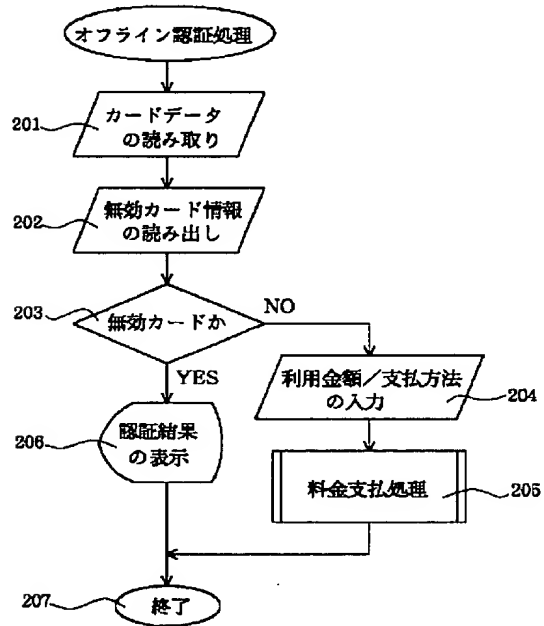 オフライン認証処理
201
カードデータ
の読み取り
202
無効カード情報
の読み出し
203
無効カードか
NO
YES
利用金額／支払方法
の入力
204
206
認証結果
の表示
料金支払処理
205
207
終了